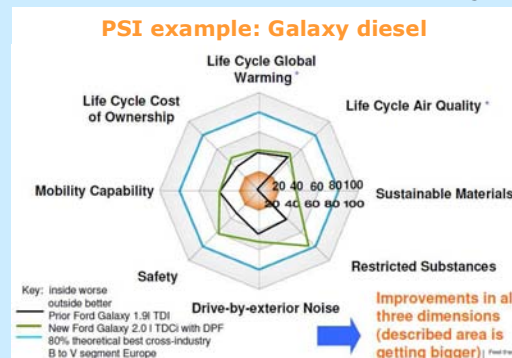 PSI example: Galaxy diesel
Life Cycle Global
Warming *
Life Cycle Cost
of Ownership
Life Cycle Air Quality *
Mobility Capability
20 40 60 80 100
20 40 60 80 100
Sustainable Materials
Safety
Restricted Substances
Drive-by-exterior Noise
Key: inside worse
outside better
Prior Ford Galaxy 1.9l TDI
New Ford Galaxy 2.0 l TDCi with DPF
80% theoretical best cross-industry
B to V segment Europe
Improvements in al
three dimensions
(described area is
getting bigger)